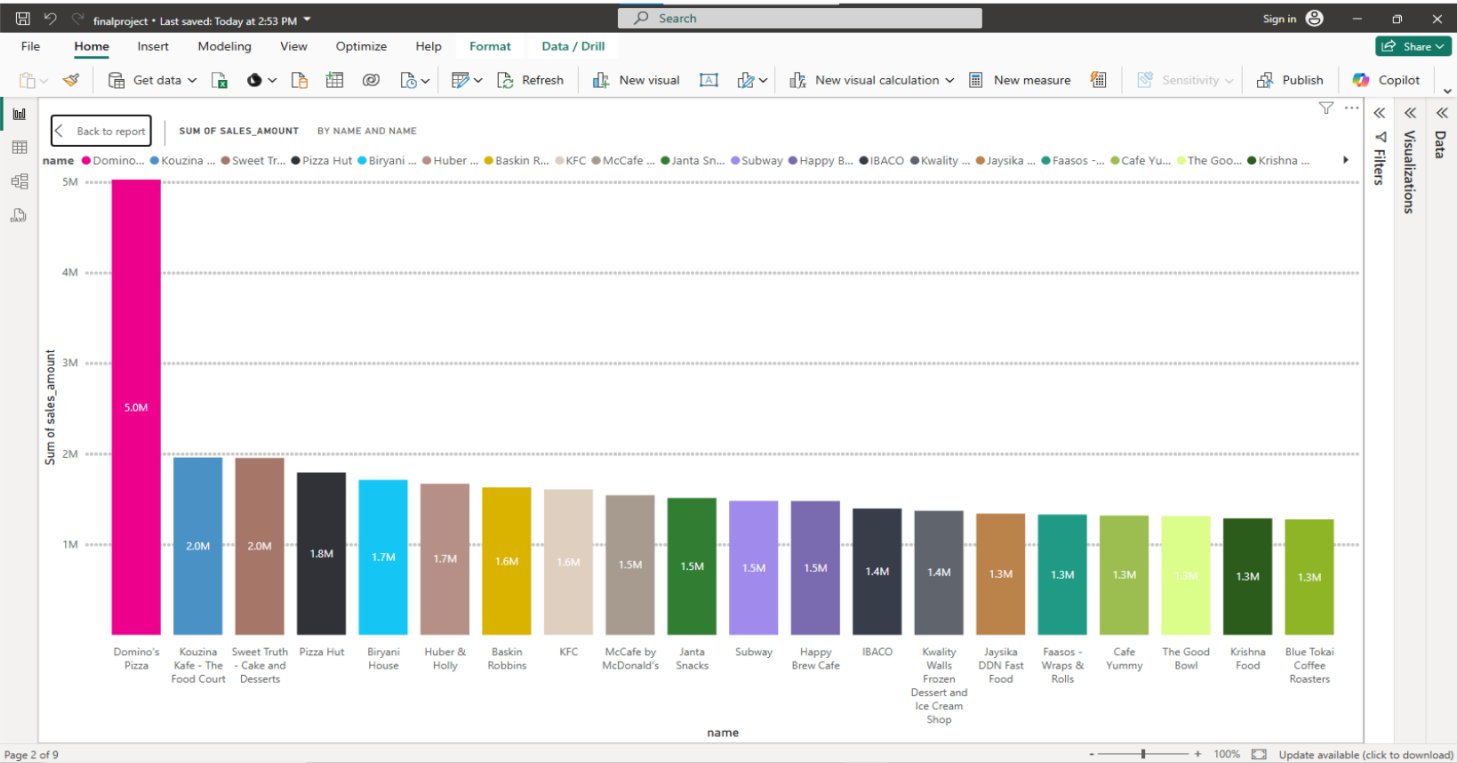 finalproject • Last saved: Today at 2:53 PM
Search
Sign in
File Home Insert Modeling View Optimize Help Format Data / Drill
Share
Get data
Refresh
New visual
New visual calculation
New measure
Sensitivity
Publish
Copilot
Back to report
SUM OF SALES_AMOUNT BY NAME AND NAME
name Domino... Kouzina ... Sweet Tr... Pizza Hut Biryani ... Huber ... Baskin R... KFC McCafe ... Janta Sn... Subway Happy B... IBACO Kwality ... Jaysika ... Faasos -... Cafe Yu... The Goo... Krishna ...
Filters
Visualizations
Data
Sum of sales_amount
5M
4M
3M
2M
1M
5.0M
2.0M
2.0M
1.8M
1.7M
1.7M
1.6M
1.6M
1.5M
1.5M
1.5M
1.5M
1.4M
1.4M
1.3M
1.3M
1.3M
1.3M
1.3M
1.3M
Domino's
Pizza
Kouzina
Kafe - The
Food Court
Sweet Truth
- Cake and
Desserts
Pizza Hut
Biryani
House
Huber &
Holly
Baskin
Robbins
KFC
McCafe by
McDonald's
Janta
Snacks
Subway
Happy
Brew Cafe
IBACO
Kwality
Walls
Frozen
Dessert and
Ice Cream
Shop
Jaysika
DDN Fast
Food
Faasos -
Wraps &
Rolls
Cafe
Yummy
The Good
Bowl
Krishna
Food
Blue Tokai
Coffee
Roasters
name
Page 2 of 9
- + 100%
Update available (click to download)